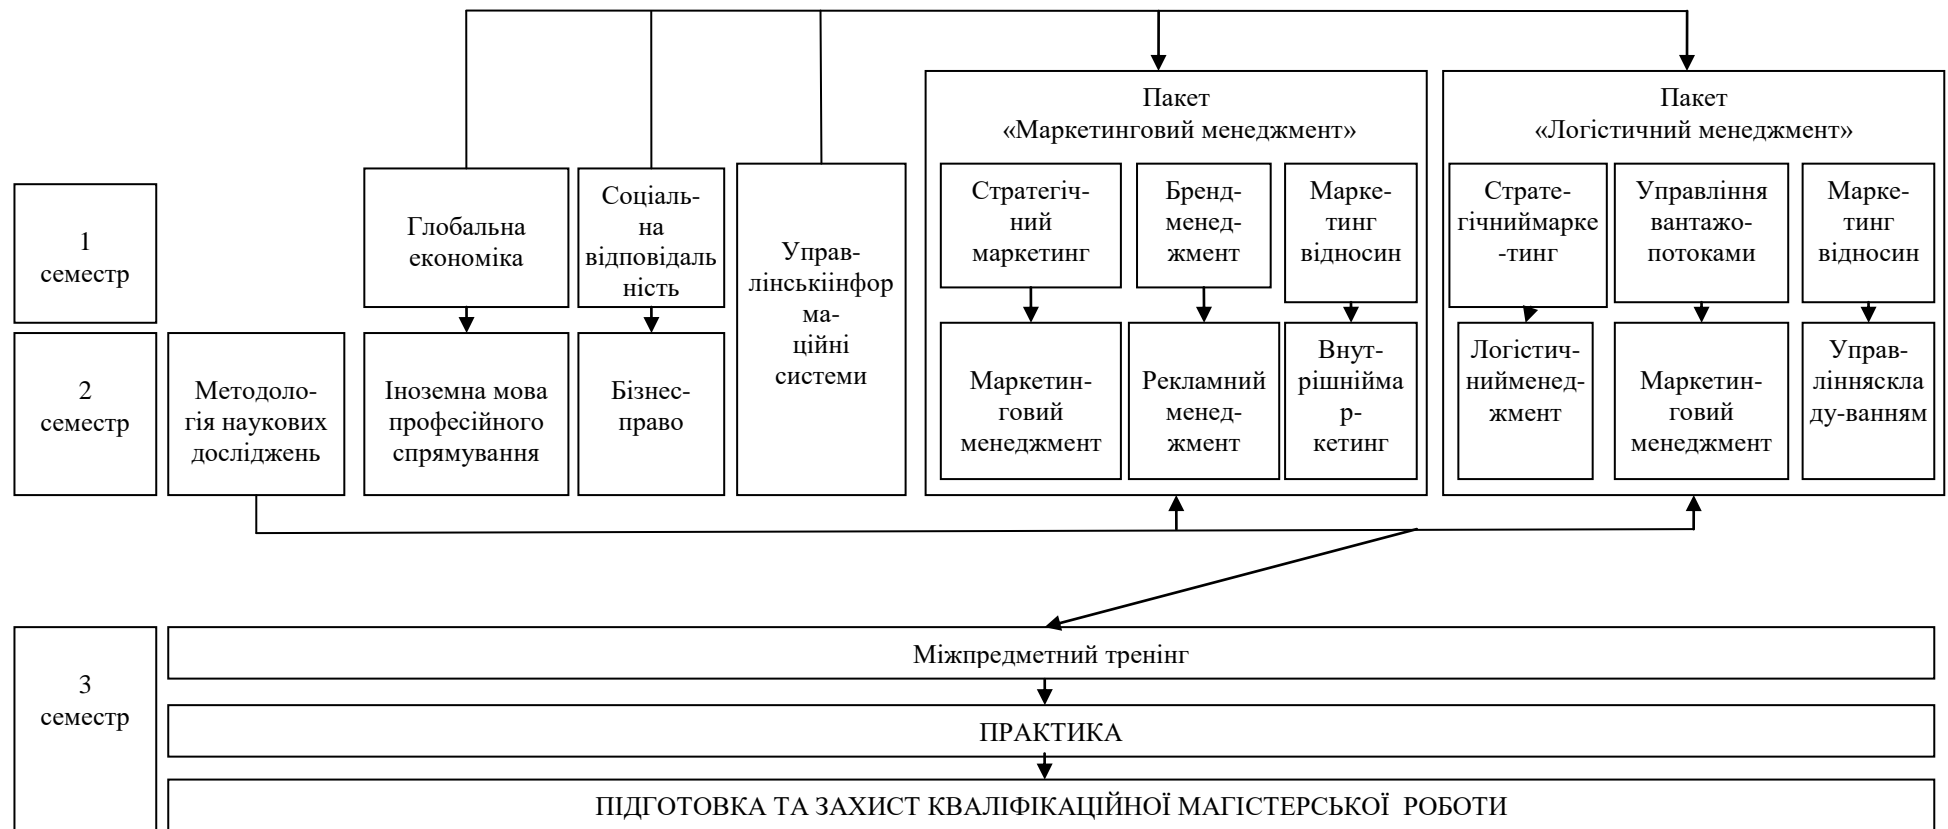 Пакет
«Маркетинговий менеджмент»
Пакет
«Логістичний менеджмент»
1
семестр
Глобальна
економіка
Соціаль-
на
відповідаль
ність
Управ-
лінськіінфор
ма-
ційні
системи
Стратегіч-
ний
маркетинг
Бренд-
менед-
жмент
Марке-
тинг
відносин
Страте-
гічниймарке
-тинг
Управління
вантажо-
потоками
Марке-
тинг
відносин
2
семестр
Методоло-
гія наукових
досліджень
Іноземна мова
професійного
спрямування
Бізнес-
право
Маркетин-
говий
менеджмент
Рекламний
менед-
жмент
Внут-
рішнійма
р-
кетинг
Логістич-
нийменед-
жмент
Маркетин-
говий
менеджмент
Управ-
лінняскла
ду-ванням
3
семестр
Міжпредметний тренінг
ПРАКТИКА
ПІДГОТОВКА ТА ЗАХИСТ КВАЛІФІКАЦІЙНОЇ МАГІСТЕРСЬКОЇ РОБОТИ